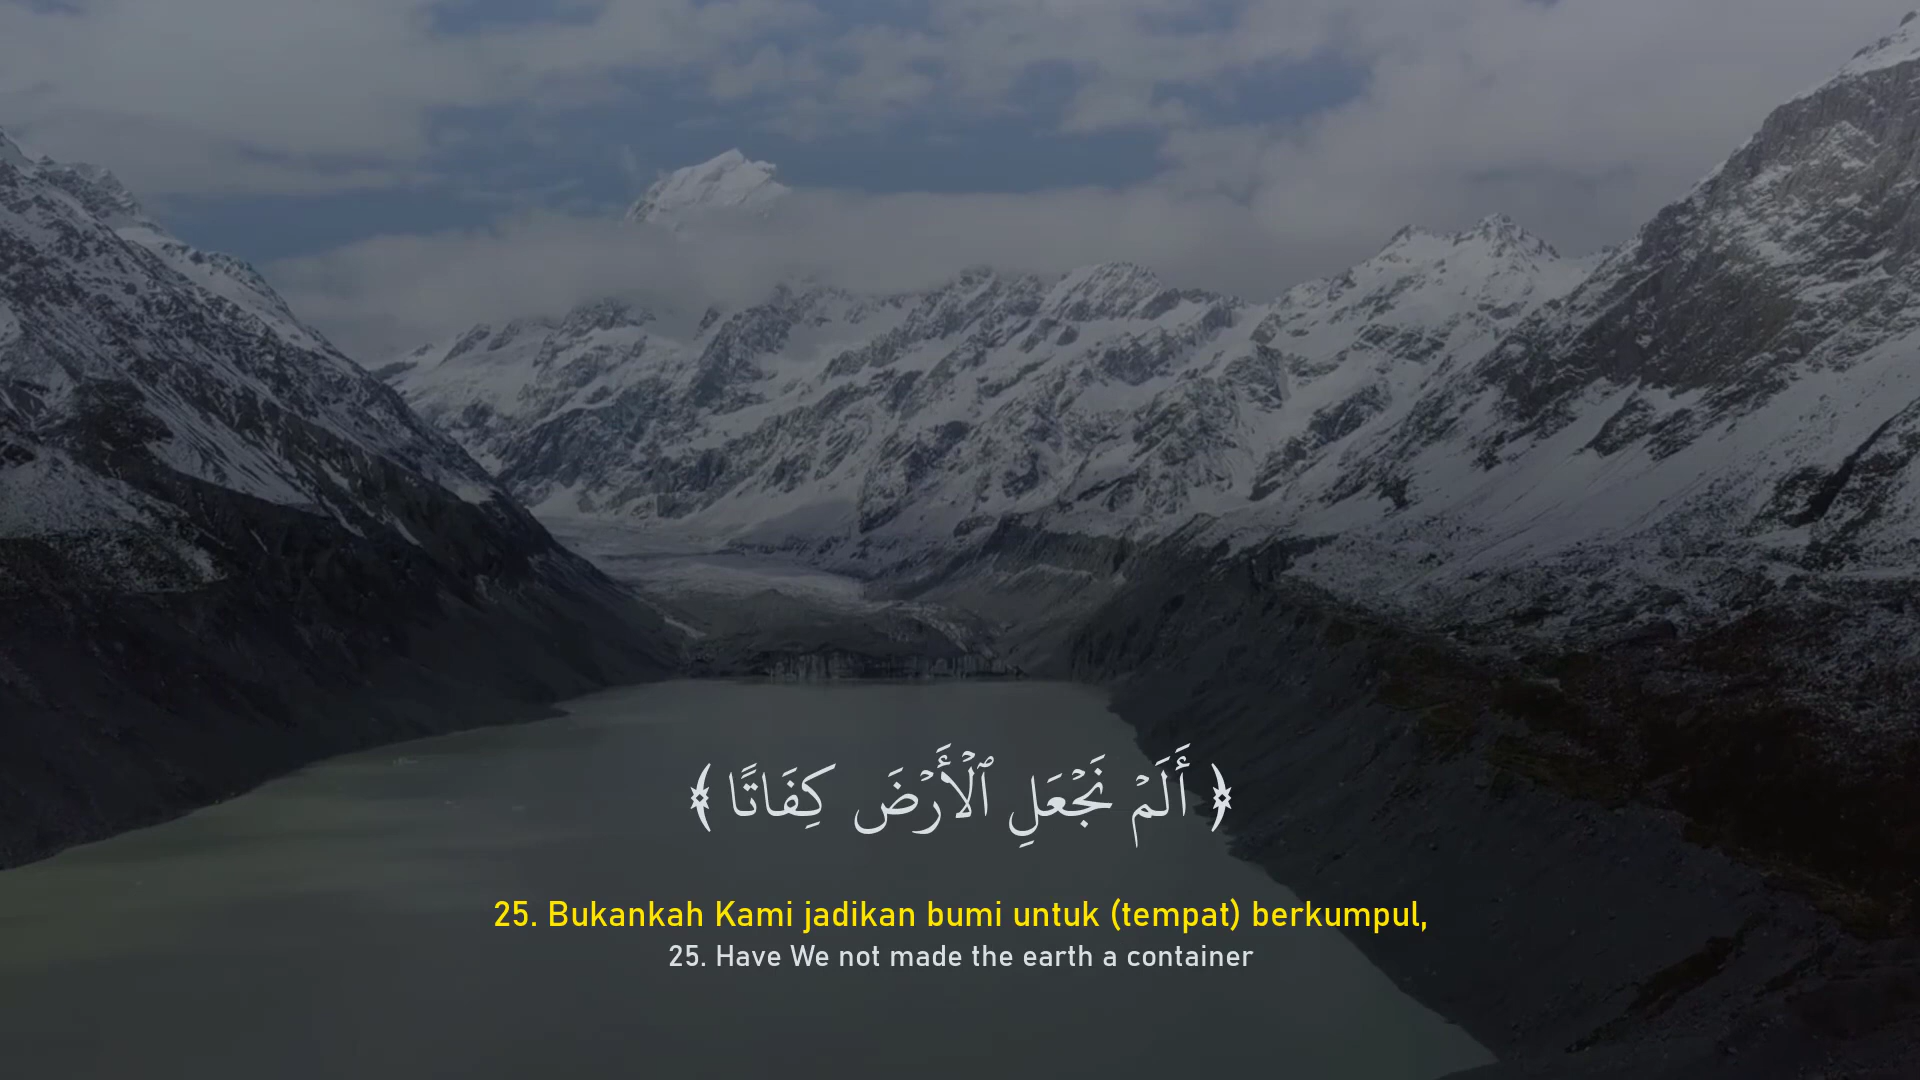 ﴿ أَلَمۡ نَجۡعَلِ ٱلۡأَرۡضَ كِفَاتًا ﴾
25. Bukankah Kami jadikan bumi untuk (tempat) berkumpul,
25. Have We not made the earth a container